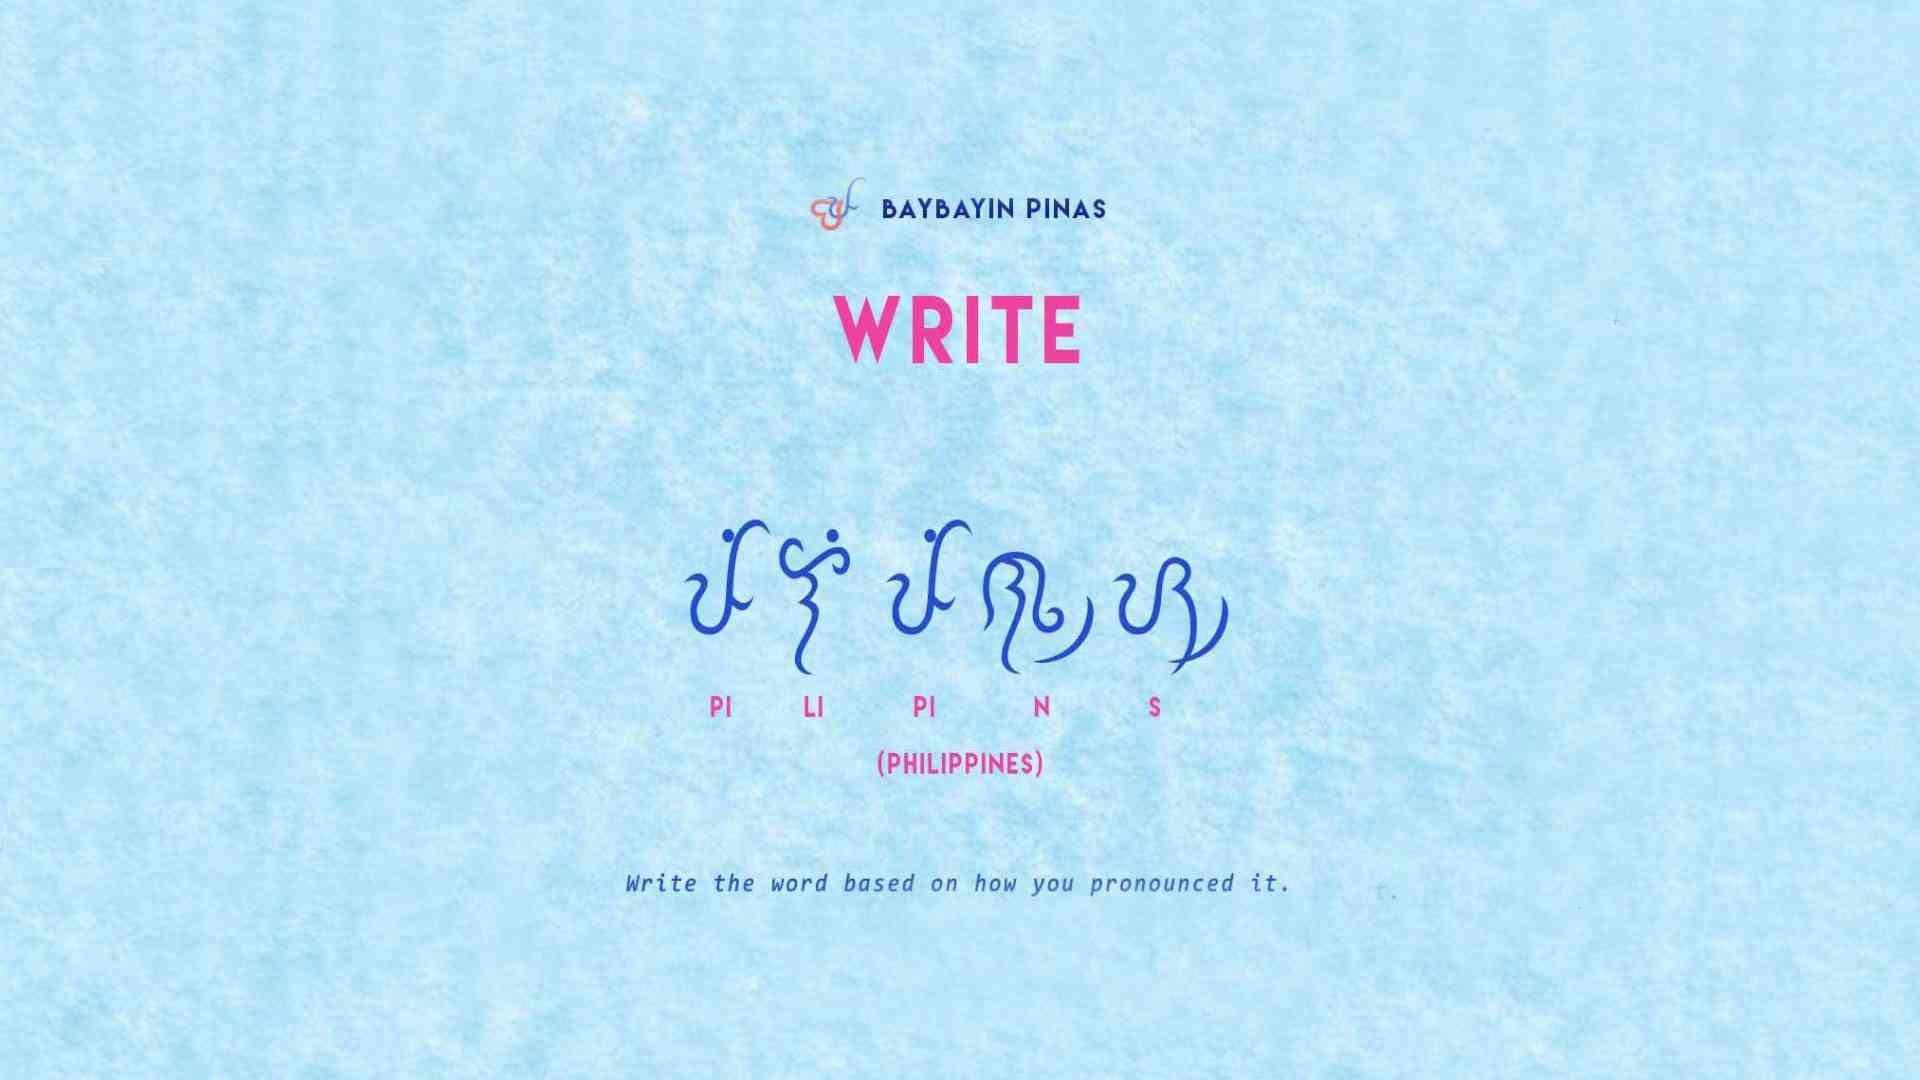 BAYBAYIN PINAS
WRITE
ᜉᜒ ᜎᜒ ᜉᜒ ᜈ᜔ ᜐ᜔
PI LI PI N S
(PHILIPPINES)
Write the word based on how you pronounced it.